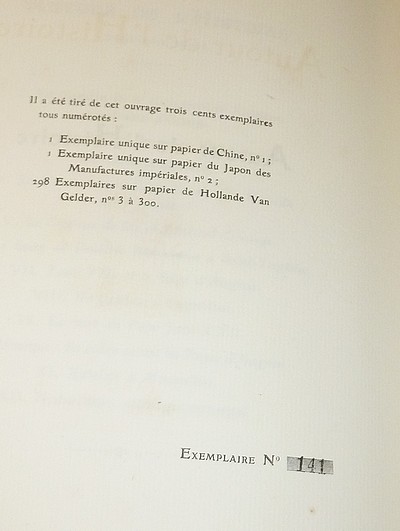 Il a été tiré de cet ouvrage trois cents exemplaires
tous numérotés :
1 Exemplaire unique sur papier de Chine, nº 1 ;
1 Exemplaire unique sur papier du Japon des
Manufactures impériales, nº 2 ;
298 Exemplaires sur papier de Hollande Van
Gelder, nºs 3 à 300.
EXEMPLAIRE Nº 141